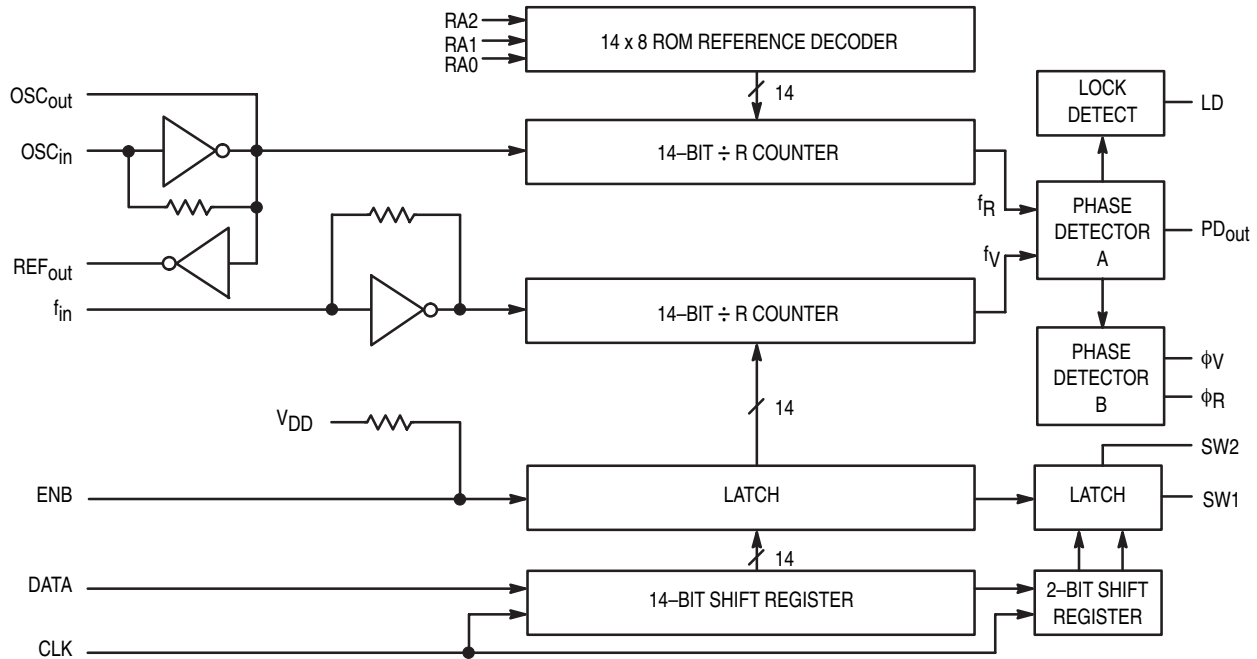 RA2
RA1
RA0
14 x 8 ROM REFERENCE DECODER
14
OSCout
OSCin
REFout
fin
14–BIT ÷ R COUNTER
fR
fV
LOCK
DETECT
LD
PHASE
DETECTOR
A
PDout
14–BIT ÷ R COUNTER
PHASE
DETECTOR
B
ϕV
ϕR
14
VDD
ENB
LATCH
LATCH
SW2
SW1
14
DATA
14–BIT SHIFT REGISTER
2–BIT SHIFT
REGISTER
CLK